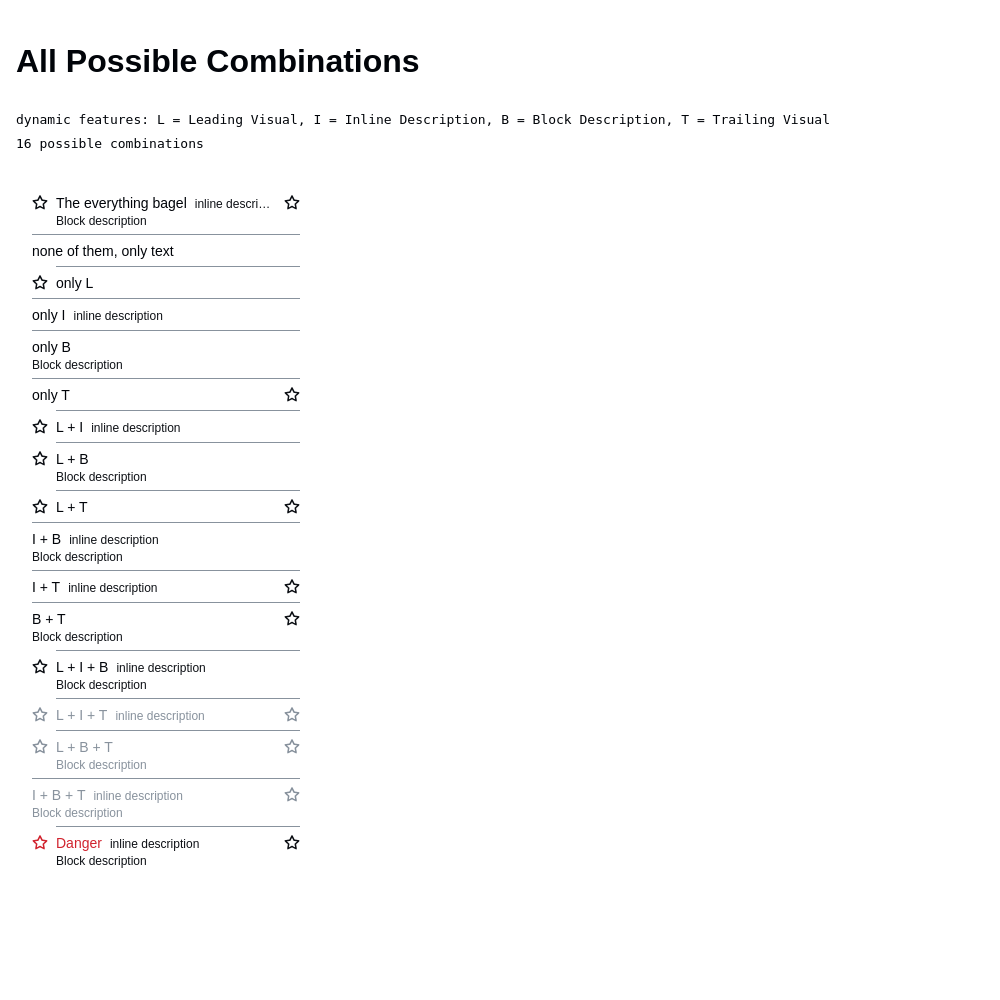 All Possible Combinations
dynamic features: L = Leading Visual, I = Inline Description, B = Block Description, T = Trailing Visual
16 possible combinations
The everything bagel inline descri…
Block description
none of them, only text
only L
only I inline description
only B
Block description
only T
L + I inline description
L + B
Block description
L + T
I + B inline description
Block description
I + T inline description
B + T
Block description
L + I + B inline description
Block description
L + I + T inline description
L + B + T
Block description
I + B + T inline description
Block description
Danger inline description
Block description